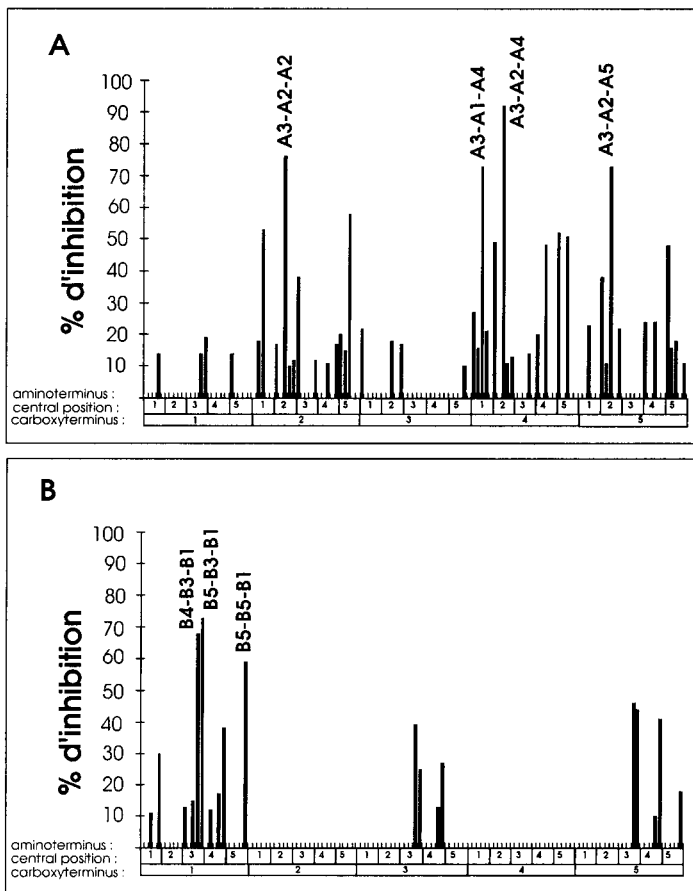 A
% d'inhibition
100
90
80
70
60
50
40
30
20
10
A3-A2-A2
A3-A1-A4
A3-A2-A4
A3-A2-A5
aminoterminus :
central position : 1 2 3 4 5 1 2 3 4 5 1 2 3 4 5 1 2 3 4 5 1 2 3 4 5
carboxyterminus : 1 2 3 4 5
B
% d'inhibition
100
90
80
70
60
50
40
30
20
10
B4-B3-B1
B5-B3-B1
B5-B5-B1
aminoterminus :
central position : 1 2 3 4 5 1 2 3 4 5 1 2 3 4 5 1 2 3 4 5 1 2 3 4 5
carboxyterminus : 1 2 3 4 5